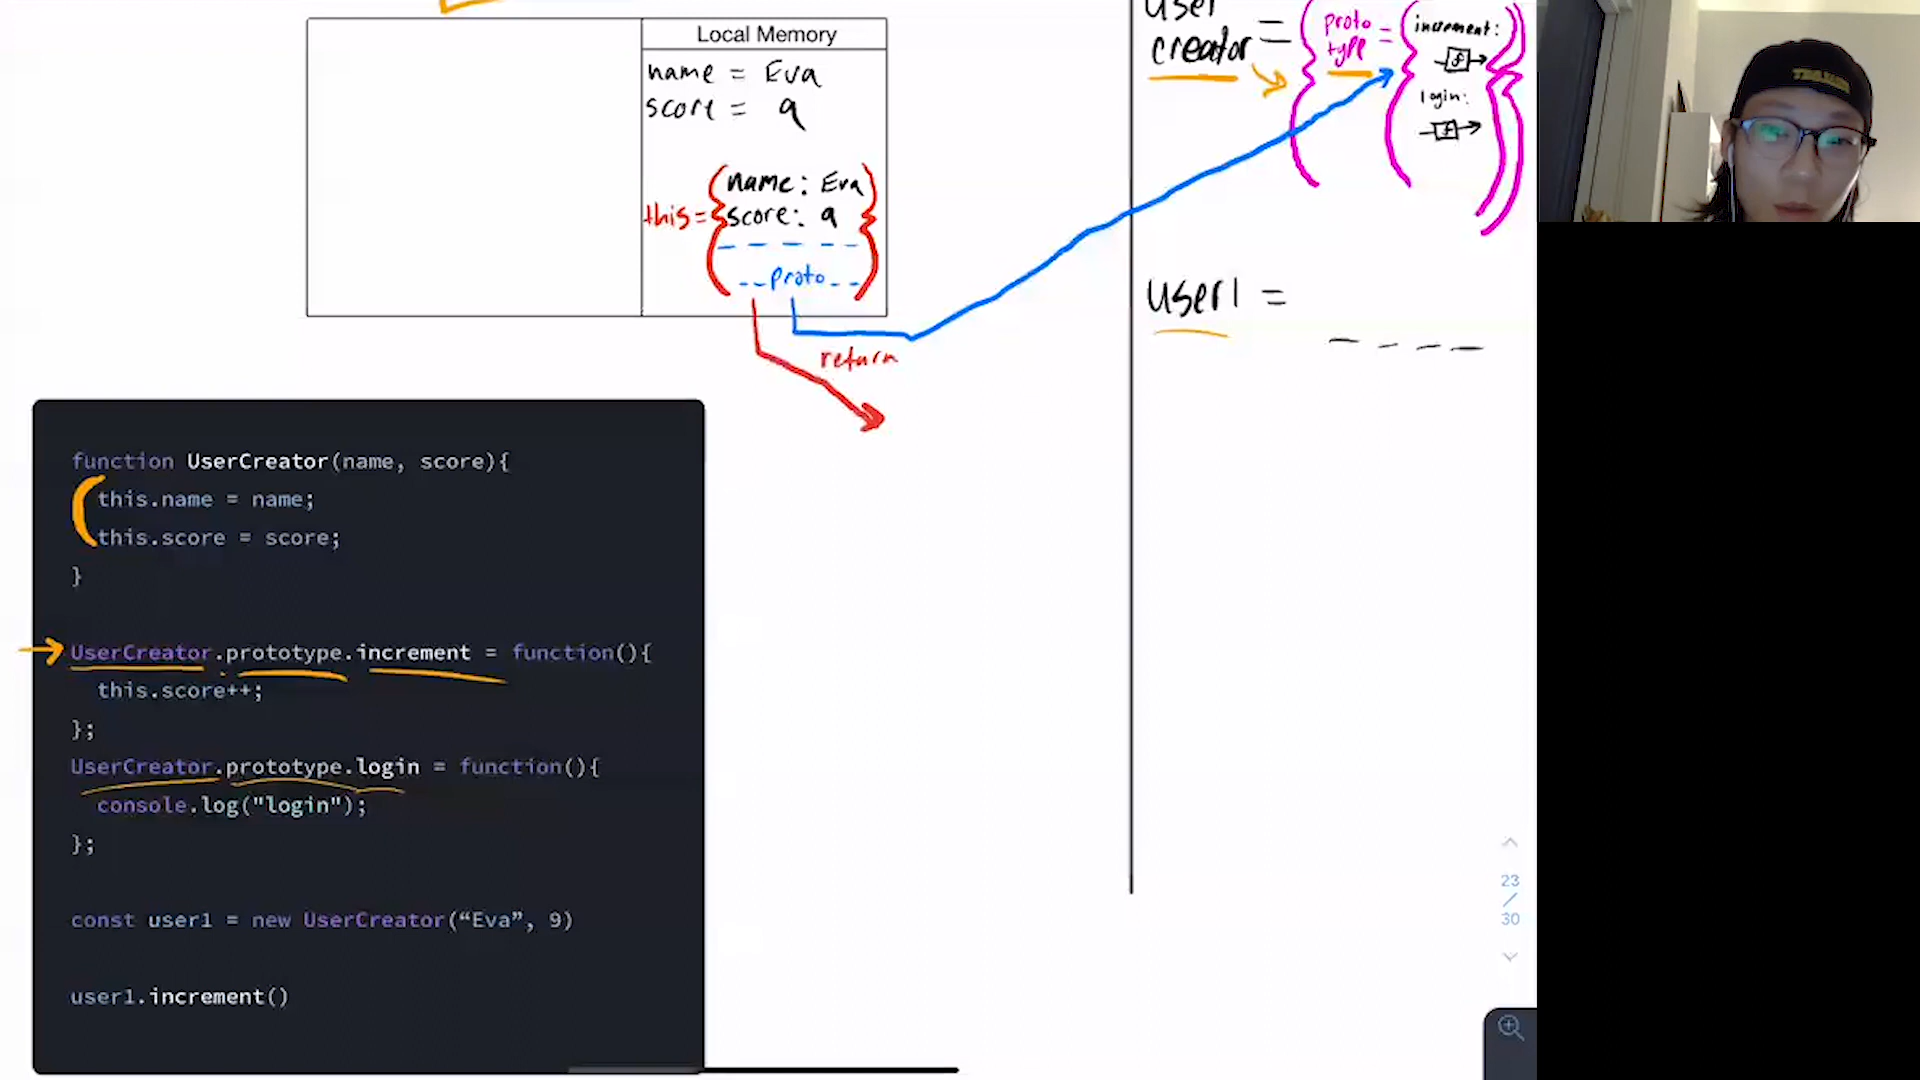 Local Memory
name = Eva
score = 9
this = { name: Eva
score: 9
__proto__
return
user
creator =
proto
type =
increment:
f
login:
f
user1 =
function UserCreator(name, score){
this.name = name;
this.score = score;
}
UserCreator.prototype.increment = function(){
this.score++;
};
UserCreator.prototype.login = function(){
console.log("login");
};
const user1 = new UserCreator(“Eva”, 9)
user1.increment()
23
/
30